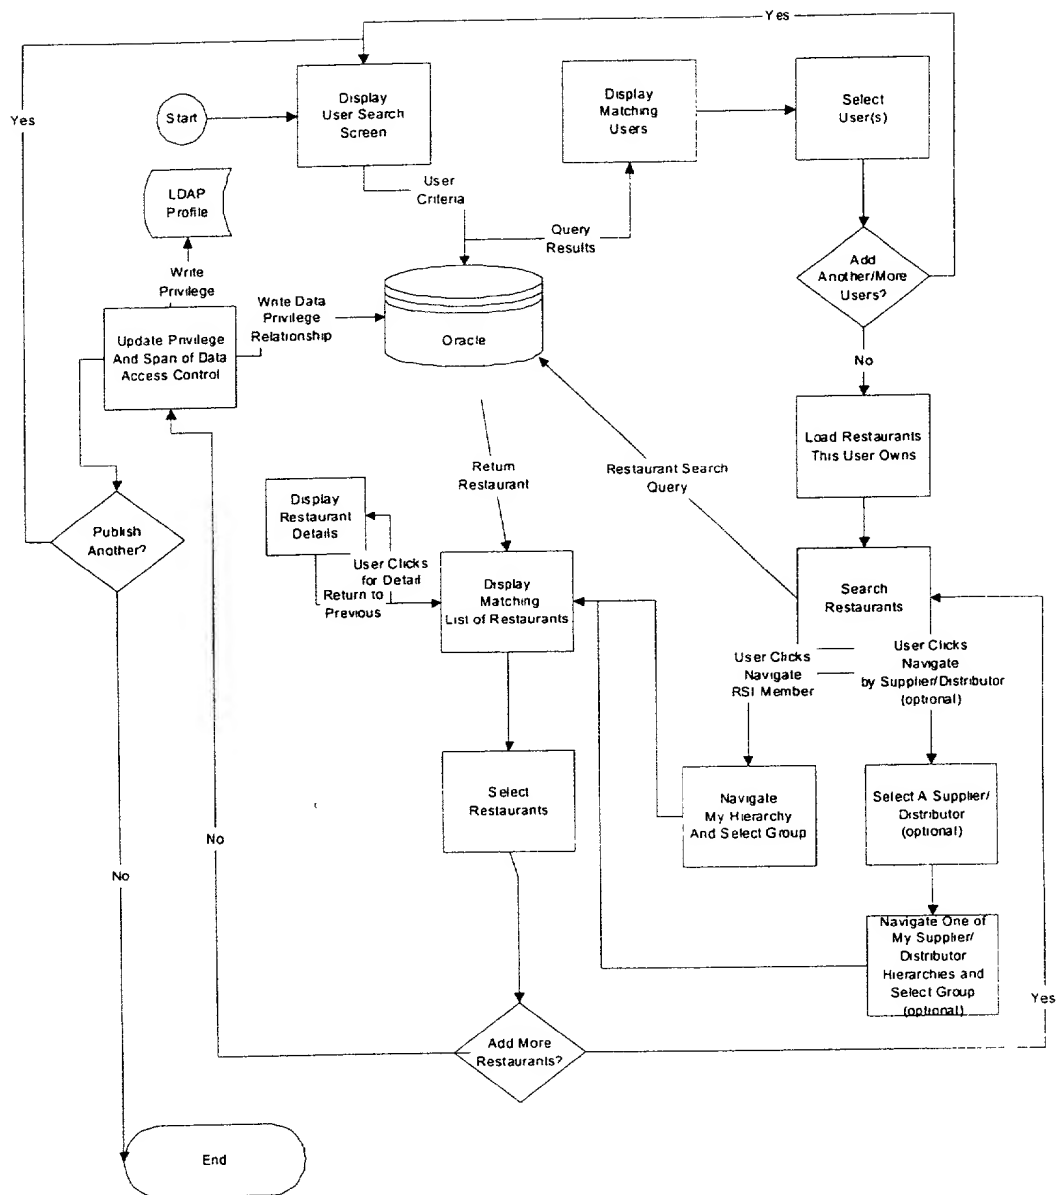 Yes
Yes
Start
Display
User Search
Screen
Display
Matching
Users
Select
User(s)
LDAP
Profile
User
Criteria
Query
Results
Add
Another/More
Users?
Write
Privilege
Write Data
Privilege
Relationship
Oracle
Update Privilege
And Span of Data
Access Control
No
Load Restaurants
This User Owns
Return
Restaurant
Restaurant Search
Query
Display
Restaurant
Details
Publish
Another?
User Clicks
for Detail
Return to
Previous
Display
Matching
List of Restaurants
Search
Restaurants
User Clicks
Navigate
RSI Member
User Clicks
Navigate
by Supplier/Distributor
(optional)
Select
Restaurants
Navigate
My Hierarchy
And Select Group
Select A Supplier/
Distributor
(optional)
No
No
Navigate One of
My Supplier/
Distributor
Hierarchies and
Select Group
(optional)
Yes
Add More
Restaurants?
End